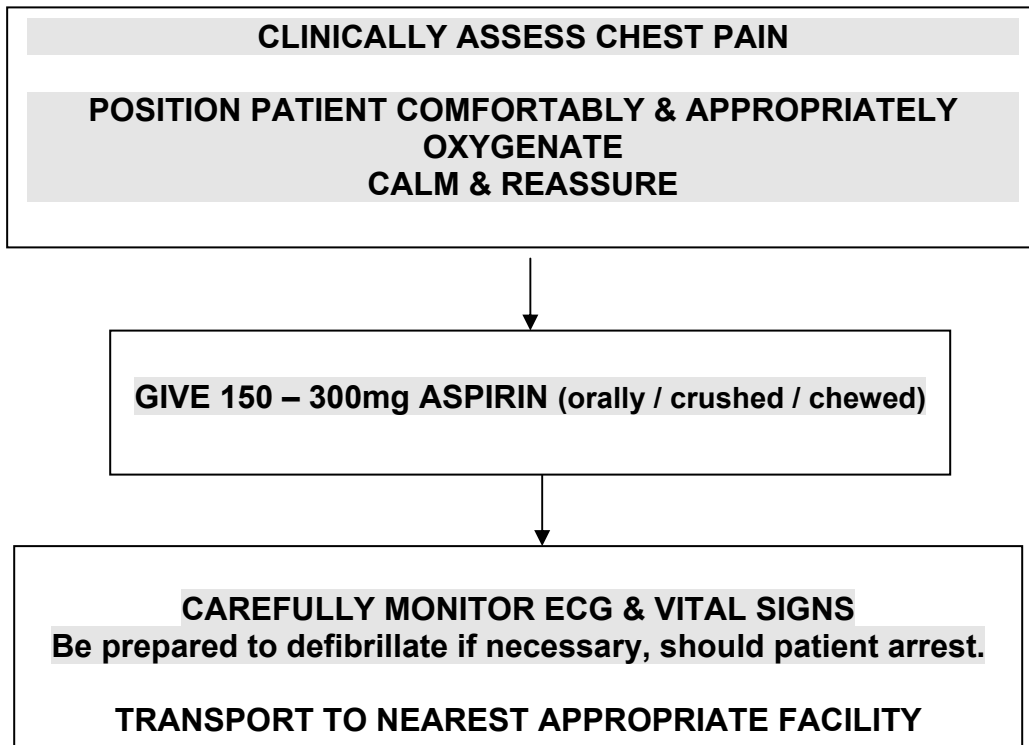 CLINICALLY ASSESS CHEST PAIN
POSITION PATIENT COMFORTABLY & APPROPRIATELY
OXYGENATE
CALM & REASSURE
GIVE 150 – 300mg ASPIRIN (orally / crushed / chewed)
CAREFULLY MONITOR ECG & VITAL SIGNS
Be prepared to defibrillate if necessary, should patient arrest.
TRANSPORT TO NEAREST APPROPRIATE FACILITY